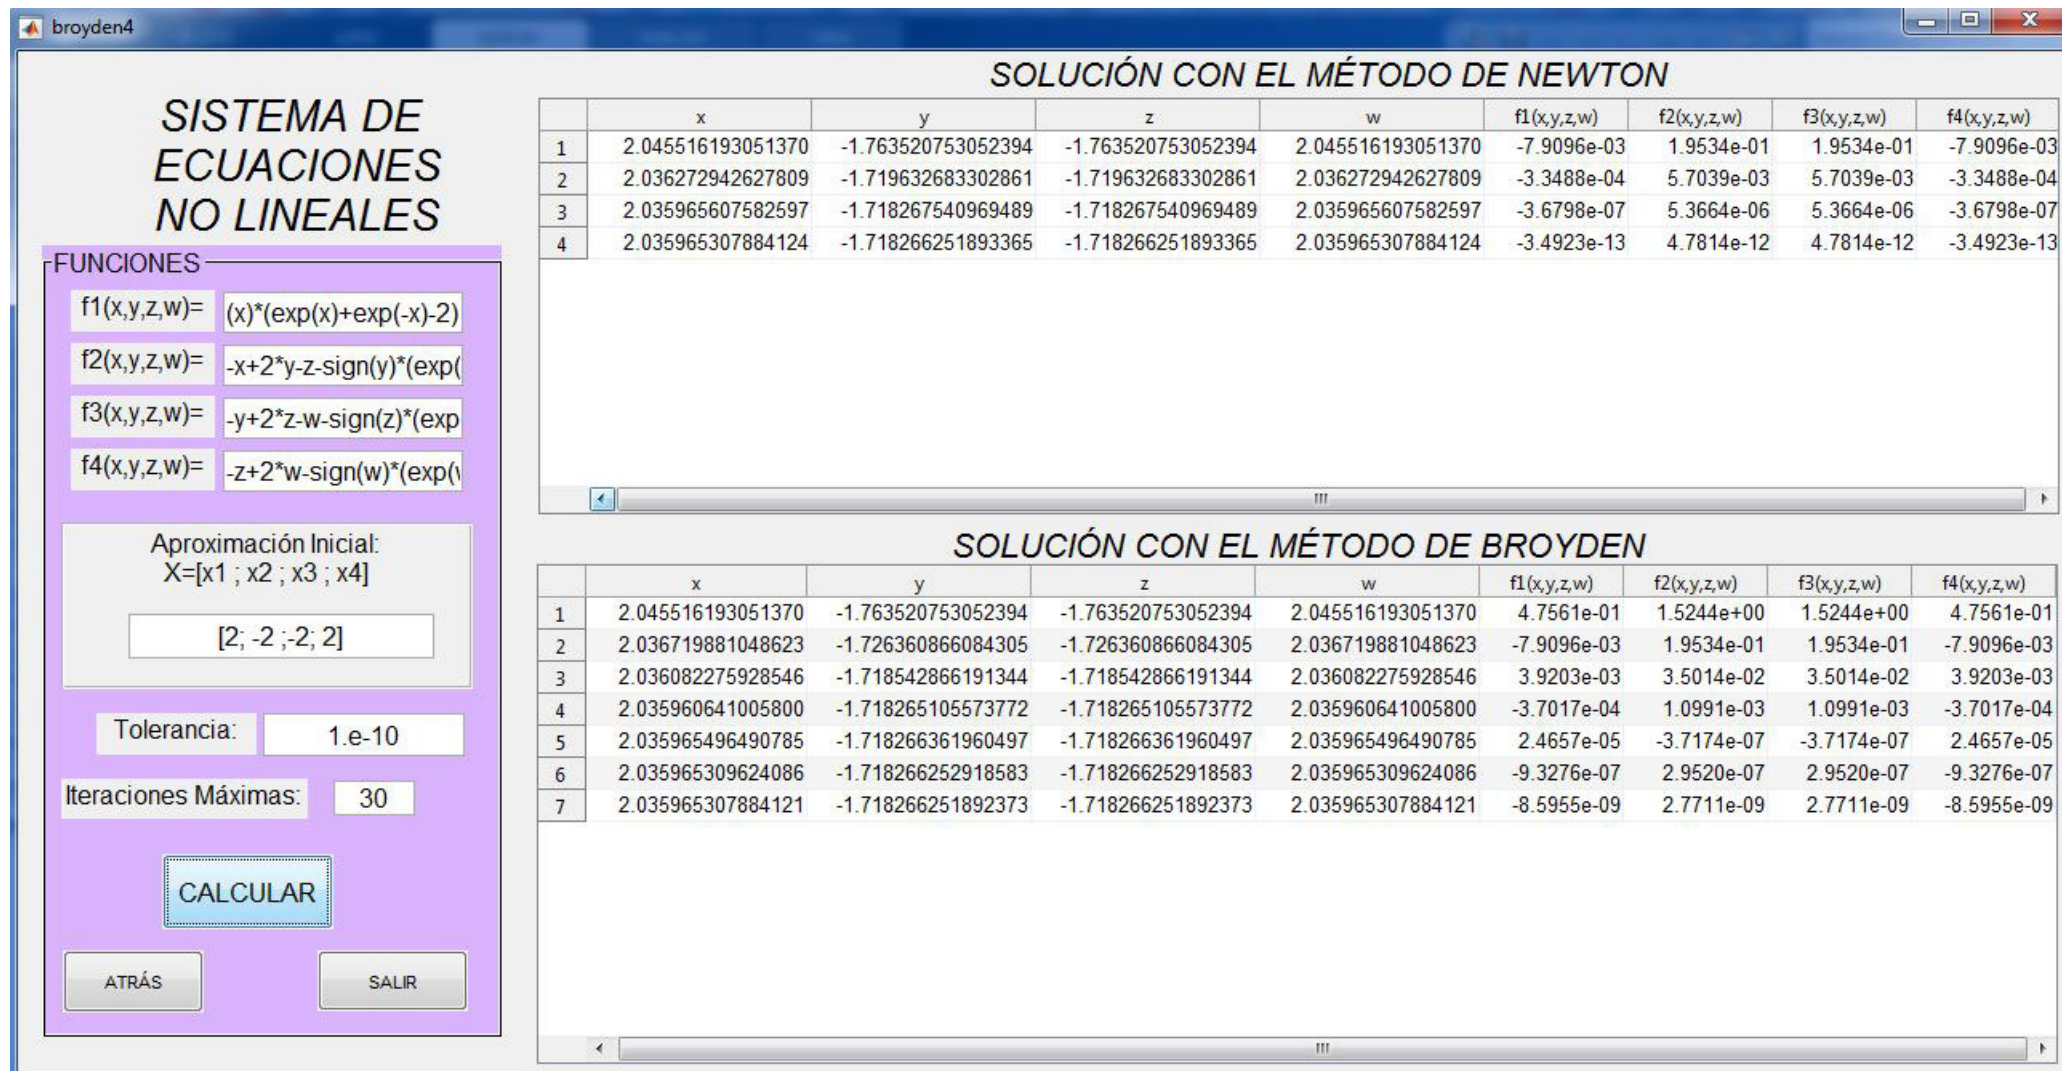 broyden4
SISTEMA DE
ECUACIONES
NO LINEALES
FUNCIONES
f1(x,y,z,w)= (x)*(exp(x)+exp(-x)-2)
f2(x,y,z,w)= -x+2*y-z-sign(y)*(exp(
f3(x,y,z,w)= -y+2*z-w-sign(z)*(exp
f4(x,y,z,w)= -z+2*w-sign(w)*(exp(
Aproximación Inicial:
X=[x1 ; x2 ; x3 ; x4]
[2; -2 ;-2; 2]
Tolerancia: 1.e-10
Iteraciones Máximas: 30
CALCULAR
ATRÁS SALIR
SOLUCIÓN CON EL MÉTODO DE NEWTON
x y z w f1(x,y,z,w) f2(x,y,z,w) f3(x,y,z,w) f4(x,y,z,w)
1 2.045516193051370 -1.763520753052394 -1.763520753052394 2.045516193051370 -7.9096e-03 1.9534e-01 1.9534e-01 -7.9096e-03
2 2.036272942627809 -1.719632683302861 -1.719632683302861 2.036272942627809 -3.3488e-04 5.7039e-03 5.7039e-03 -3.3488e-04
3 2.035965607582597 -1.718267540969489 -1.718267540969489 2.035965607582597 -3.6798e-07 5.3664e-06 5.3664e-06 -3.6798e-07
4 2.035965307884124 -1.718266251893365 -1.718266251893365 2.035965307884124 -3.4923e-13 4.7814e-12 4.7814e-12 -3.4923e-13
SOLUCIÓN CON EL MÉTODO DE BROYDEN
x y z w f1(x,y,z,w) f2(x,y,z,w) f3(x,y,z,w) f4(x,y,z,w)
1 2.045516193051370 -1.763520753052394 -1.763520753052394 2.045516193051370 4.7561e-01 1.5244e+00 1.5244e+00 4.7561e-01
2 2.036719881048623 -1.726360866084305 -1.726360866084305 2.036719881048623 -7.9096e-03 1.9534e-01 1.9534e-01 -7.9096e-03
3 2.036082275928546 -1.718542866191344 -1.718542866191344 2.036082275928546 3.9203e-03 3.5014e-02 3.5014e-02 3.9203e-03
4 2.035960641005800 -1.718265105573772 -1.718265105573772 2.035960641005800 -3.7017e-04 1.0991e-03 1.0991e-03 -3.7017e-04
5 2.035965496490785 -1.718266361960497 -1.718266361960497 2.035965496490785 2.4657e-05 -3.7174e-07 -3.7174e-07 2.4657e-05
6 2.035965309624086 -1.718266252918583 -1.718266252918583 2.035965309624086 -9.3276e-07 2.9520e-07 2.9520e-07 -9.3276e-07
7 2.035965307884121 -1.718266251892373 -1.718266251892373 2.035965307884121 -8.5955e-09 2.7711e-09 2.7711e-09 -8.5955e-09